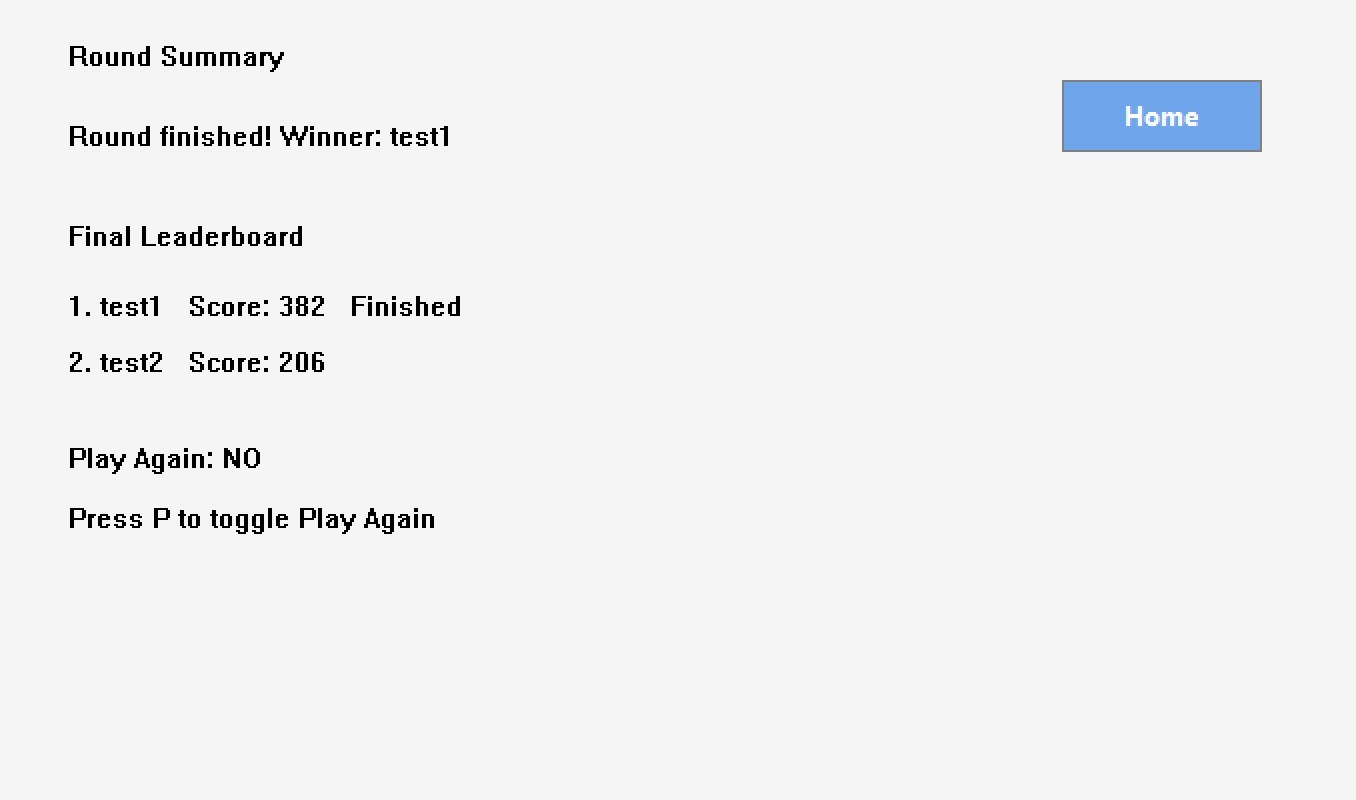 Round Summary
Home
Round finished! Winner: test1
Final Leaderboard
1. test1   Score: 382   Finished
2. test2   Score: 206
Play Again: NO
Press P to toggle Play Again